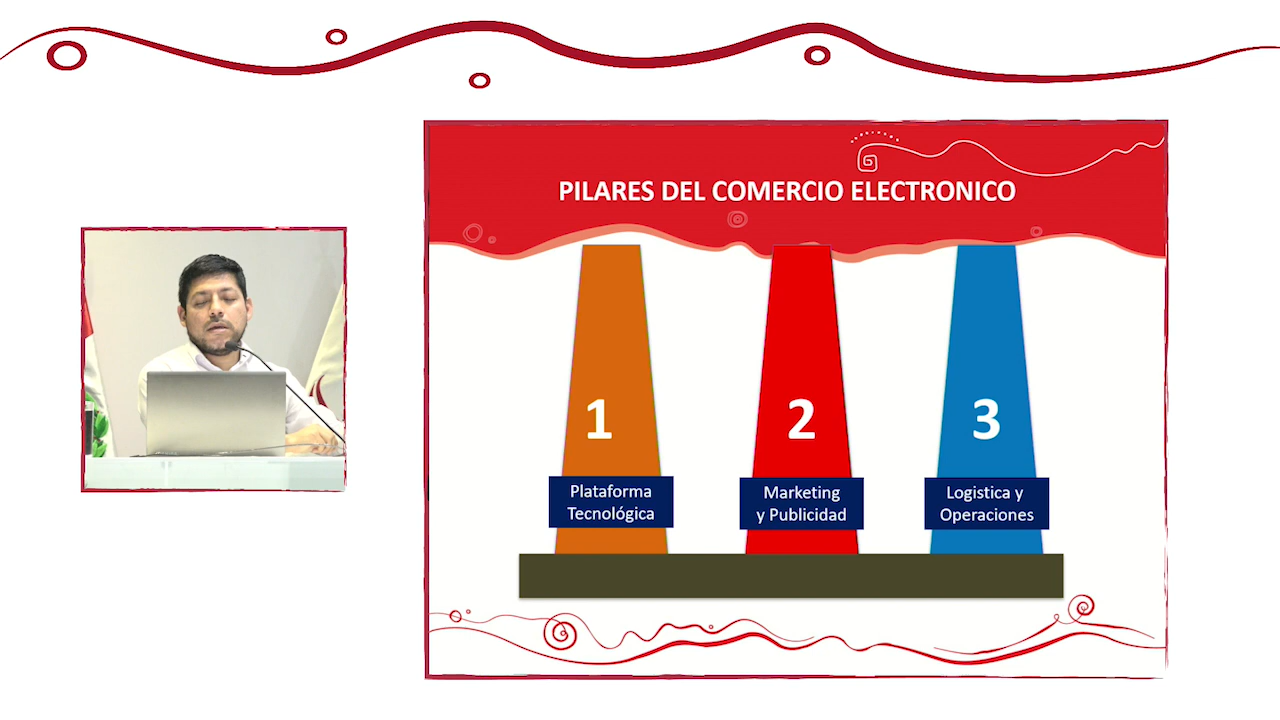 PILARES DEL COMERCIO ELECTRONICO
1
2
3
Plataforma
Tecnológica
Marketing
y Publicidad
Logistica y
Operaciones